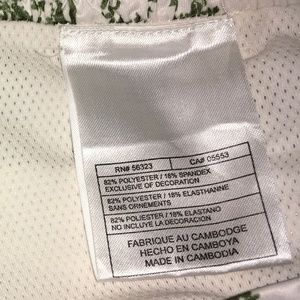 RN# 56323 CA# 05553
82% POLYESTER / 18% SPANDEX
EXCLUSIVE OF DECORATION
82% POLYESTER / 18% ELASTHANNE
SANS ORNEMENTS
82% POLIESTER / 18% ELASTANO
NO INCLUYE LA DECORACIÓN
FABRIQUE AU CAMBODGE
HECHO EN CAMBOYA
MADE IN CAMBODIA